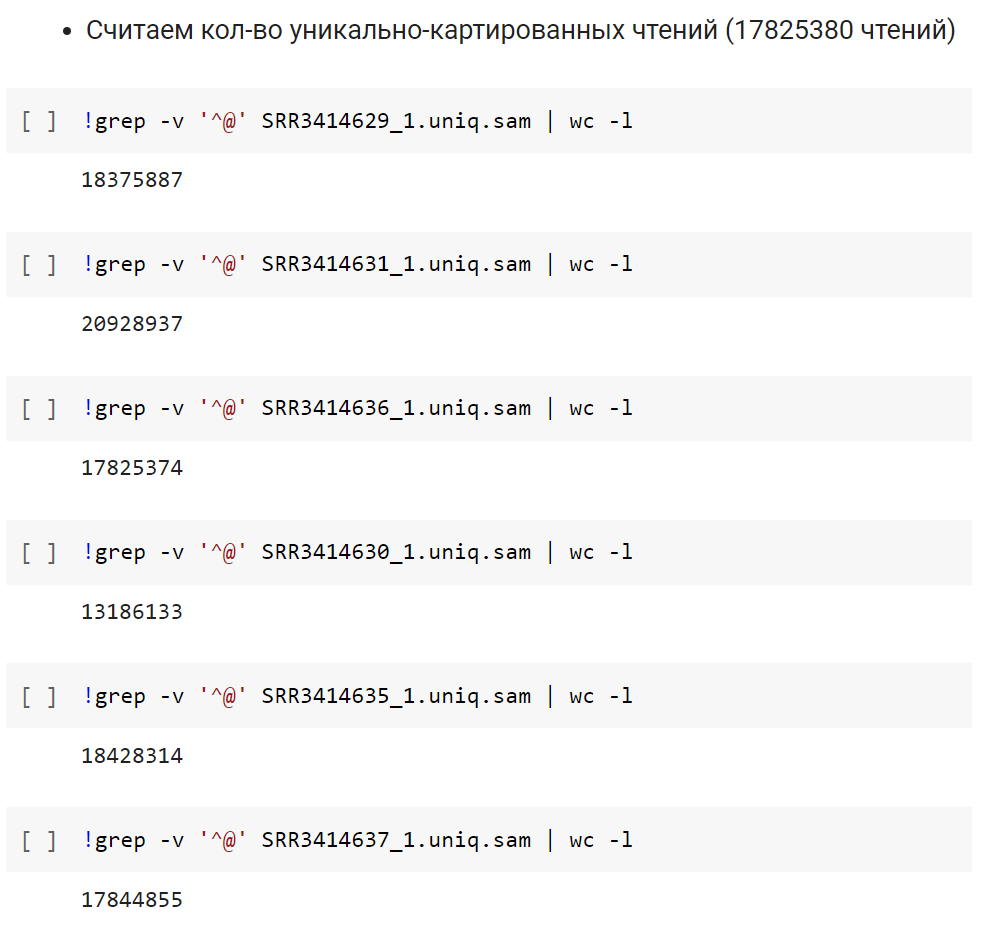 • Считаем кол-во уникально-картированных чтений (17825380 чтений)
[ ] !grep -v '^@' SRR3414629_1.uniq.sam | wc -l
18375887
[ ] !grep -v '^@' SRR3414631_1.uniq.sam | wc -l
20928937
[ ] !grep -v '^@' SRR3414636_1.uniq.sam | wc -l
17825374
[ ] !grep -v '^@' SRR3414630_1.uniq.sam | wc -l
13186133
[ ] !grep -v '^@' SRR3414635_1.uniq.sam | wc -l
18428314
[ ] !grep -v '^@' SRR3414637_1.uniq.sam | wc -l
17844855